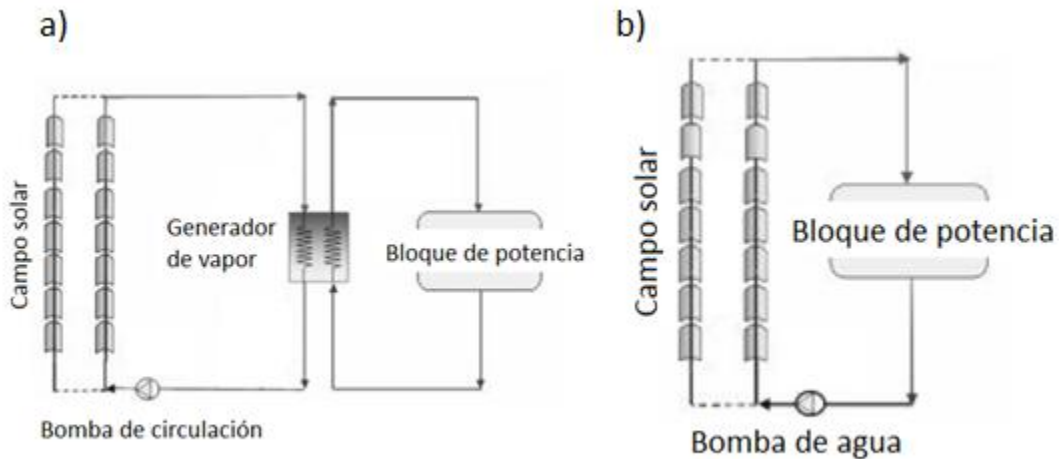 a)
Campo solar
Generador
de vapor
Bloque de potencia
Bomba de circulación
b)
Campo solar
Bloque de potencia
Bomba de agua